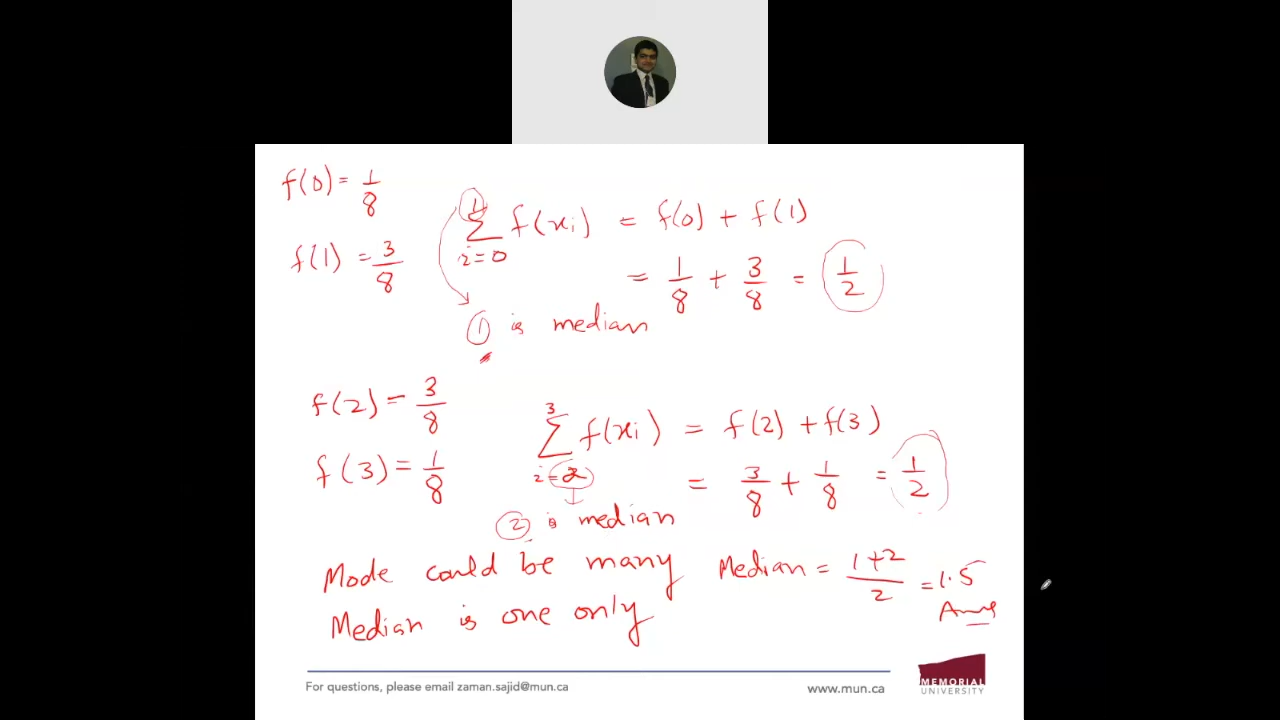 f(0) = 1/8
f(1) = 3/8
1 ∑ i=0 f(xi) = f(0) + f(1)
= 1/8 + 3/8 = 1/2
1 is median
f(2) = 3/8
f(3) = 1/8
3 ∑ i=2 f(xi) = f(2) + f(3)
= 3/8 + 1/8 = 1/2
2 is median
Mode could be many
Median is one only
Median = 1+2/2 = 1.5
Ans
For questions, please email zaman.sajid@mun.ca
www.mun.ca
MEMORIAL
UNIVERSITY